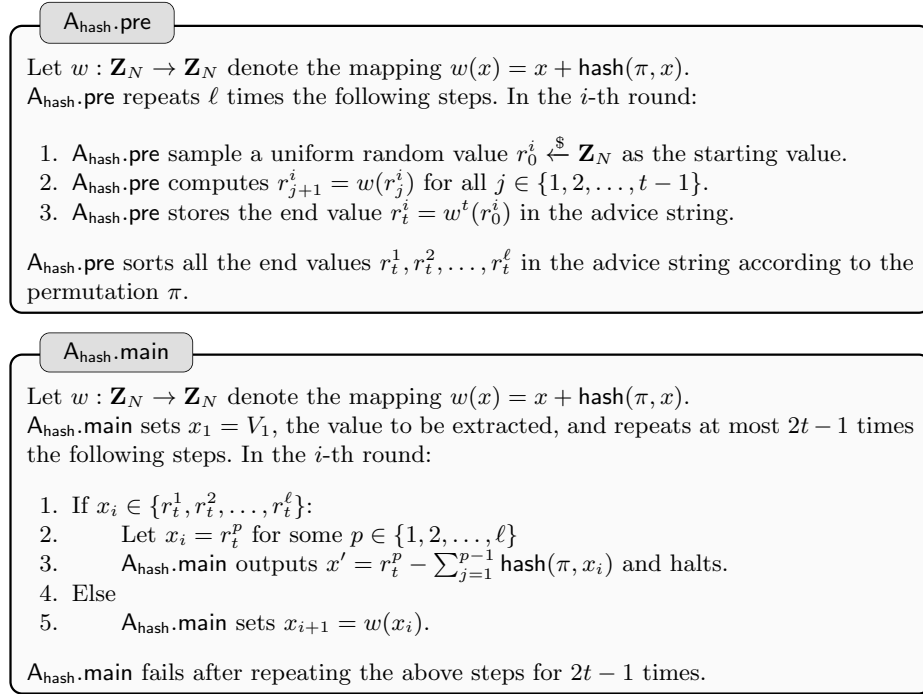 A_hash.pre
Let w : Z_N → Z_N denote the mapping w(x) = x + hash(π, x).
A_hash.pre repeats ℓ times the following steps. In the i-th round:
1. A_hash.pre sample a uniform random value r_0^i ←$ Z_N as the starting value.
2. A_hash.pre computes r_{j+1}^i = w(r_j^i) for all j ∈ {1, 2, . . . , t − 1}.
3. A_hash.pre stores the end value r_t^i = w^t(r_0^i) in the advice string.
A_hash.pre sorts all the end values r_t^1, r_t^2, . . . , r_t^ℓ in the advice string according to the
permutation π.
A_hash.main
Let w : Z_N → Z_N denote the mapping w(x) = x + hash(π, x).
A_hash.main sets x_1 = V_1, the value to be extracted, and repeats at most 2t − 1 times
the following steps. In the i-th round:
1. If x_i ∈ {r_t^1, r_t^2, . . . , r_t^ℓ}:
2. Let x_i = r_t^p for some p ∈ {1, 2, . . . , ℓ}
3. A_hash.main outputs x′ = r_t^p − ∑_{j=1}^{p−1} hash(π, x_i) and halts.
4. Else
5. A_hash.main sets x_{i+1} = w(x_i).
A_hash.main fails after repeating the above steps for 2t − 1 times.